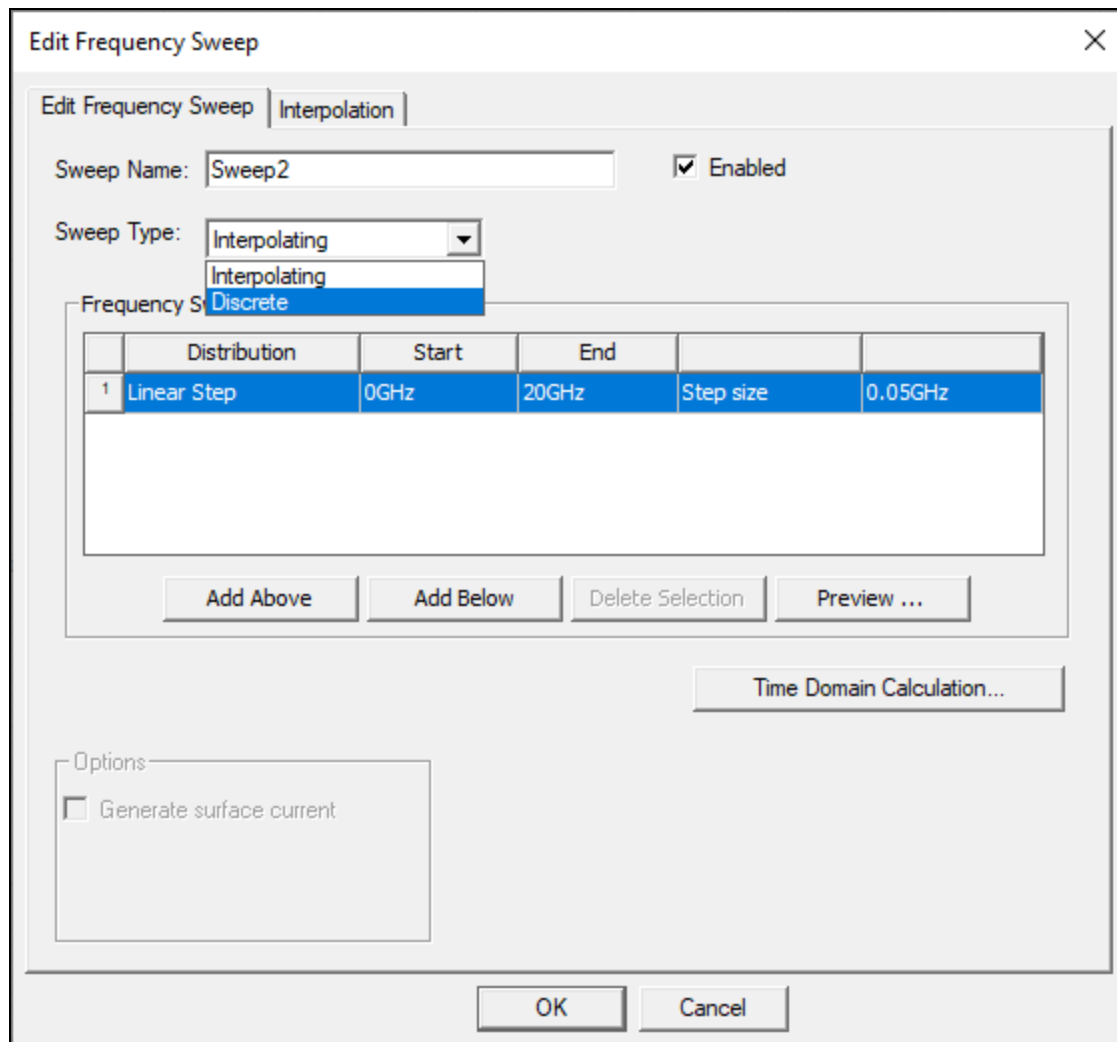 Edit Frequency Sweep
Edit Frequency Sweep Interpolation
Sweep Name: Sweep2 Enabled
Sweep Type: Interpolating
Interpolating
Frequency S Discrete
Distribution Start End
1 Linear Step 0GHz 20GHz Step size 0.05GHz
Add Above Add Below Delete Selection Preview ...
Time Domain Calculation...
Options
Generate surface current
OK Cancel